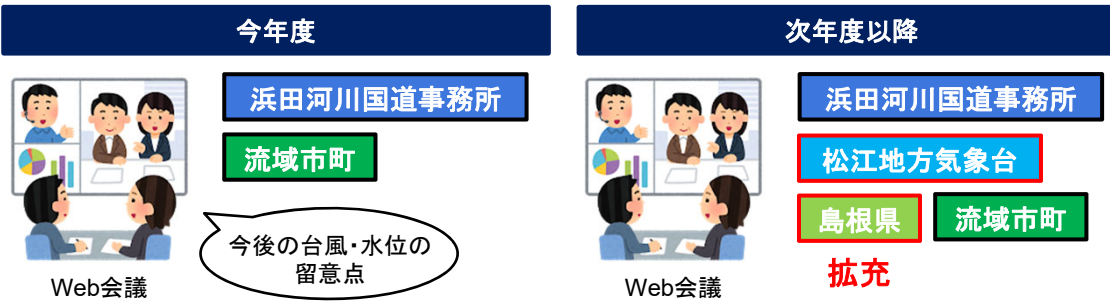 今年度
浜田河川国道事務所
流域市町
今後の台風・水位の
留意点
Web会議
次年度以降
浜田河川国道事務所
松江地方気象台
島根県
流域市町
拡充
Web会議